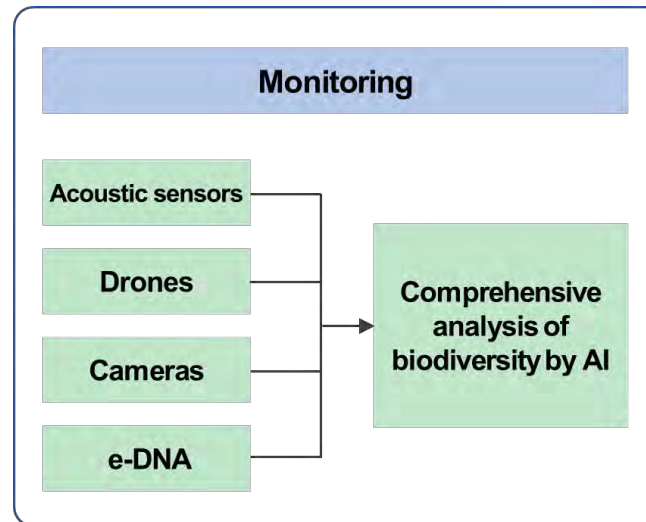 Monitoring
Acoustic sensors
Drones
Cameras
e-DNA
Comprehensive
analysis of
biodiversity by AI